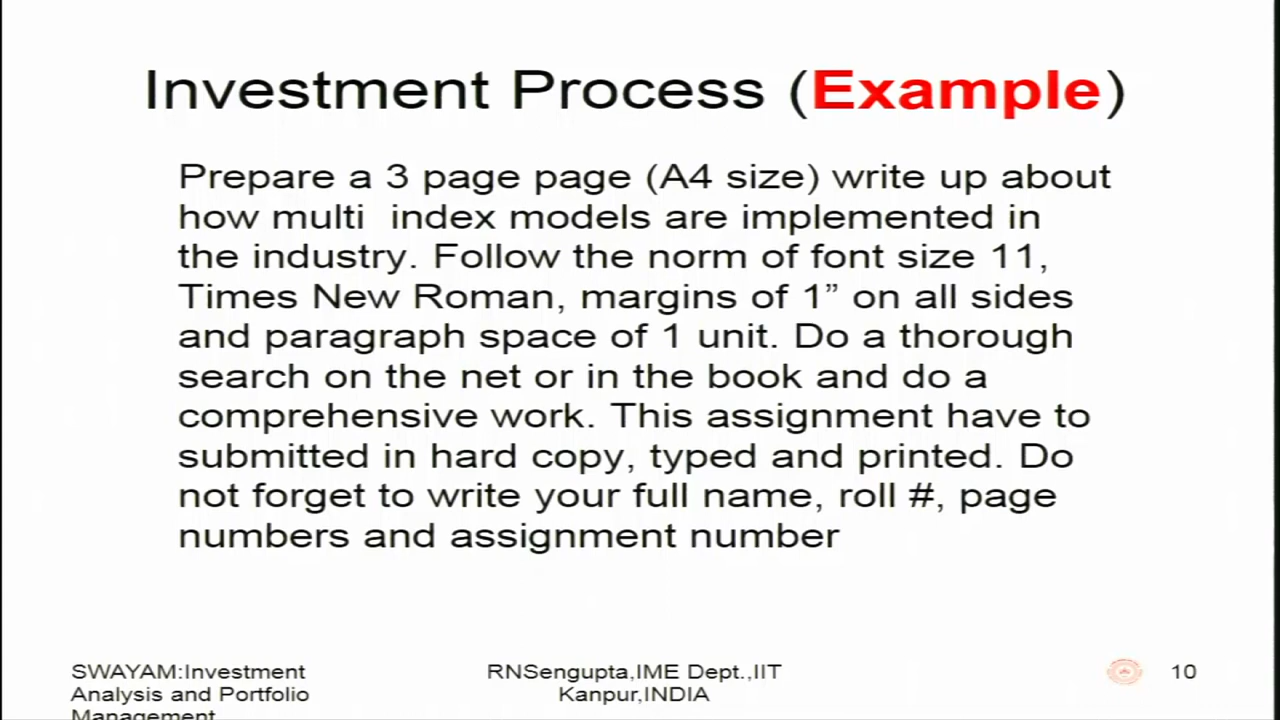 Investment Process (Example)
Prepare a 3 page page (A4 size) write up about
how multi index models are implemented in
the industry. Follow the norm of font size 11,
Times New Roman, margins of 1” on all sides
and paragraph space of 1 unit. Do a thorough
search on the net or in the book and do a
comprehensive work. This assignment have to
submitted in hard copy, typed and printed. Do
not forget to write your full name, roll #, page
numbers and assignment number
SWAYAM:Investment
Analysis and Portfolio
Management
RNSengupta,IME Dept.,IIT
Kanpur,INDIA
10